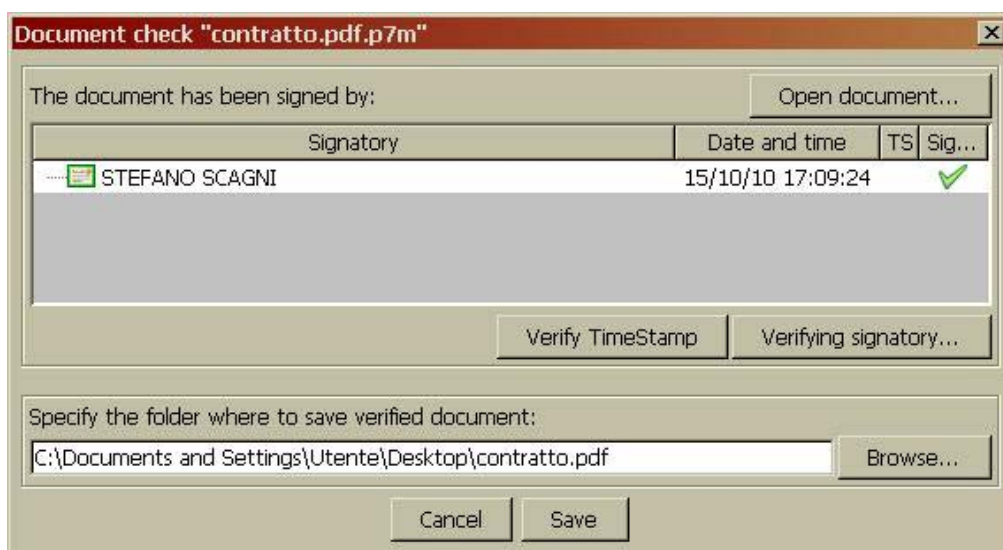 Document check "contratto.pdf.p7m"
The document has been signed by: Open document...
Signatory Date and time TS Sig...
STEFANO SCAGNI 15/10/10 17:09:24
Verify TimeStamp Verifying signatory...
Specify the folder where to save verified document:
C:\Documents and Settings\Utente\Desktop\contratto.pdf Browse...
Cancel Save